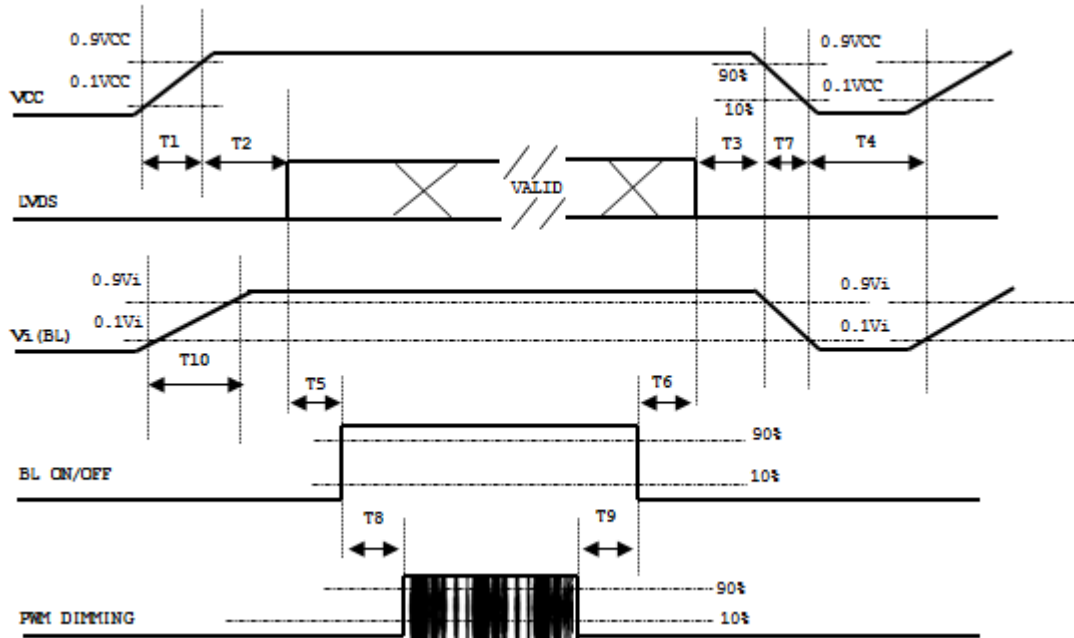 0.9VCC 0.9VCC
0.1VCC 90% 0.1VCC
VCC 10%
T1 T2 T3 T7 T4
VALID
LVDS
0.9Vi 0.9Vi
0.1Vi 0.1Vi
Vi(BL)
T10 T5 T6
90%
BL ON/OFF 10%
T8 T9
90%
PWM DIMMING 10%